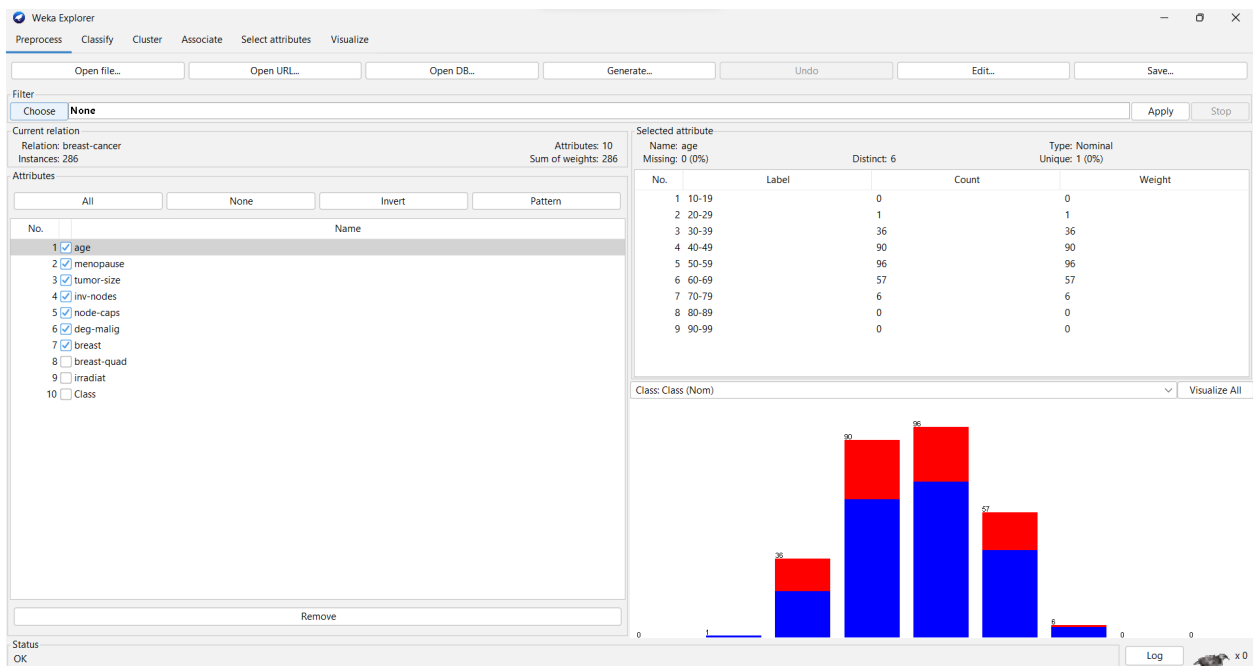 Weka Explorer
Preprocess Classify Cluster Associate Select attributes Visualize
Open file... Open URL... Open DB... Generate... Undo Edit... Save...
Filter
Choose None Apply Stop
Current relation
Relation: breast-cancer Attributes: 10
Instances: 286 Sum of weights: 286
Attributes
All None Invert Pattern
No. Name
1 age
2 menopause
3 tumor-size
4 inv-nodes
5 node-caps
6 deg-malig
7 breast
8 breast-quad
9 irradiat
10 Class
Remove
Selected attribute
Name: age Type: Nominal
Missing: 0 (0%) Distinct: 6 Unique: 1 (0%)
No. Label Count Weight
1 10-19 0 0
2 20-29 1 1
3 30-39 36 36
4 40-49 90 90
5 50-59 96 96
6 60-69 57 57
7 70-79 6 6
8 80-89 0 0
9 90-99 0 0
Class: Class (Nom) Visualize All
0 1 36 90 96 57 6 0 0
Status
OK Log x 0